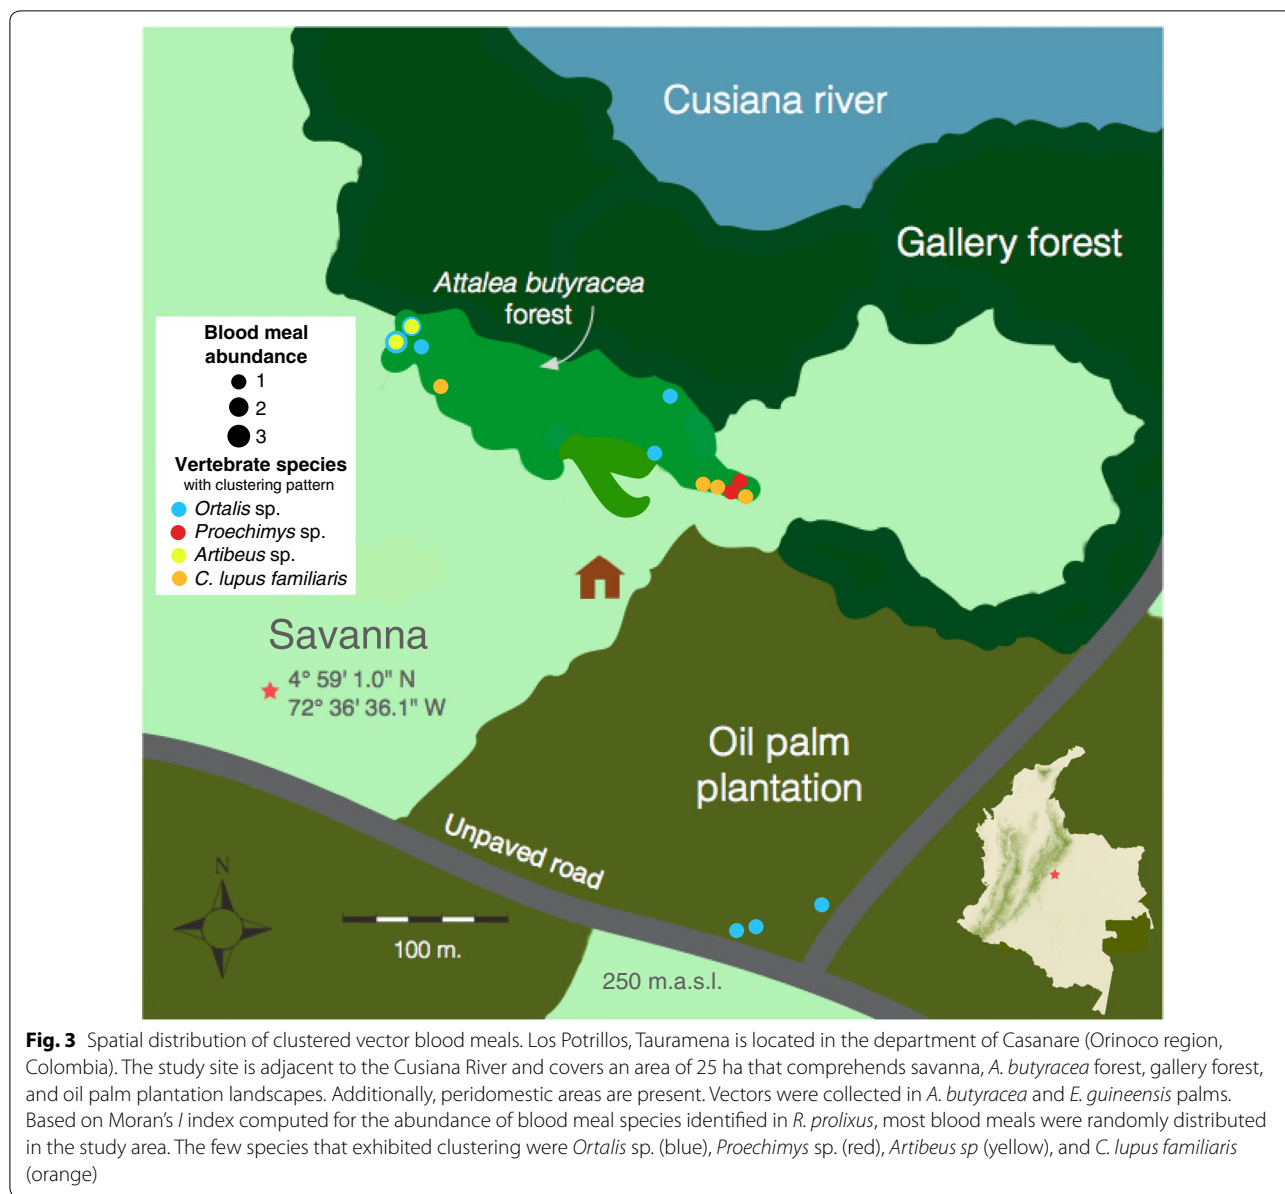 Cusiana river
Gallery forest
Attalea butyracea
forest
Blood meal
abundance
1
2
3
Vertebrate species
with clustering pattern
Ortalis sp.
Proechimys sp.
Artibeus sp.
C. lupus familiaris
Savanna
4° 59' 1.0" N
72° 36' 36.1" W
Oil palm
plantation
Unpaved road
N
100 m.
250 m.a.s.l.
Fig. 3 Spatial distribution of clustered vector blood meals. Los Potrillos, Tauramena is located in the department of Casanare (Orinoco region,
Colombia). The study site is adjacent to the Cusiana River and covers an area of 25 ha that comprehends savanna, A. butyracea forest, gallery forest,
and oil palm plantation landscapes. Additionally, peridomestic areas are present. Vectors were collected in A. butyracea and E. guineensis palms.
Based on Moran's I index computed for the abundance of blood meal species identified in R. prolixus, most blood meals were randomly distributed
in the study area. The few species that exhibited clustering were Ortalis sp. (blue), Proechimys sp. (red), Artibeus sp (yellow), and C. lupus familiaris
(orange)